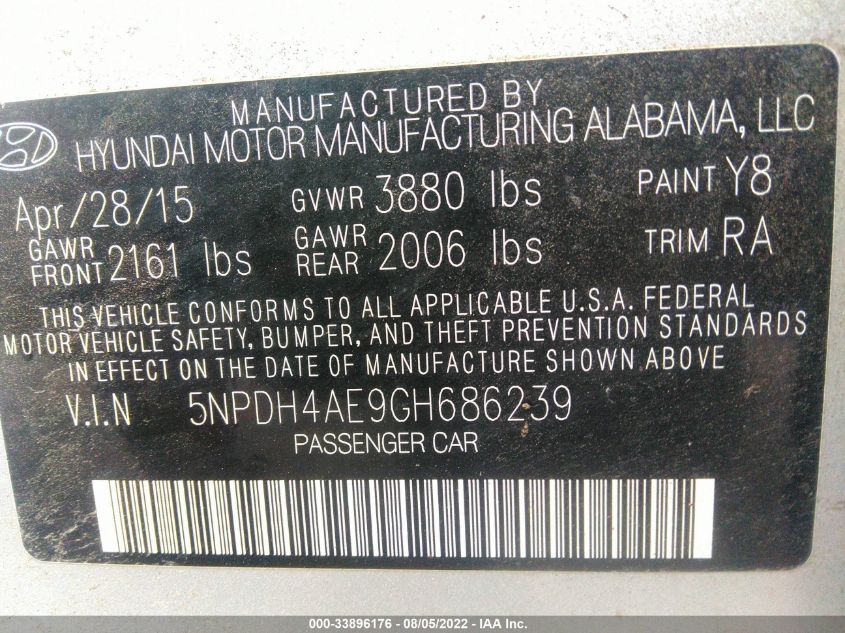 MANUFACTURED BY
HYUNDAI MOTOR MANUFACTURING ALABAMA, LLC
Apr/28/15 GVWR 3880 lbs PAINT Y8
GAWR FRONT 2161 lbs GAWR REAR 2006 lbs TRIM RA
THIS VEHICLE CONFORMS TO ALL APPLICABLE U.S.A. FEDERAL
MOTOR VEHICLE SAFETY, BUMPER, AND THEFT PREVENTION STANDARDS
IN EFFECT ON THE DATE OF MANUFACTURE SHOWN ABOVE
V.I.N 5NPDH4AE9GH686239
PASSENGER CAR
000-33896176 - 08/05/2022 - IAA Inc.